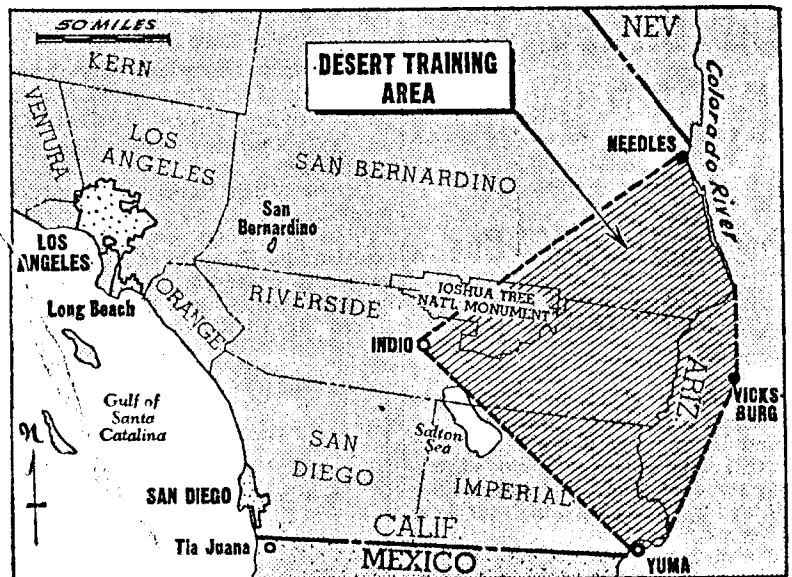 50 MILES
KERN
VENTURA
LOS
ANGELES
NEV
DESERT TRAINING
AREA
Colorado River
NEEDLES
SAN BERNARDINO
San
Bernardino
LOS
ANGELES
Long Beach
ORANGE
RIVERSIDE
JOSHUA TREE
NAT'L MONUMENT
INDIO
ARIZ.
VICKS-
BURG
Gulf of
Santa
Catalina
N
SAN
DIEGO
Salton
Sea
IMPERIAL
SAN DIEGO
CALIF
Tia Juana
MEXICO
YUMA